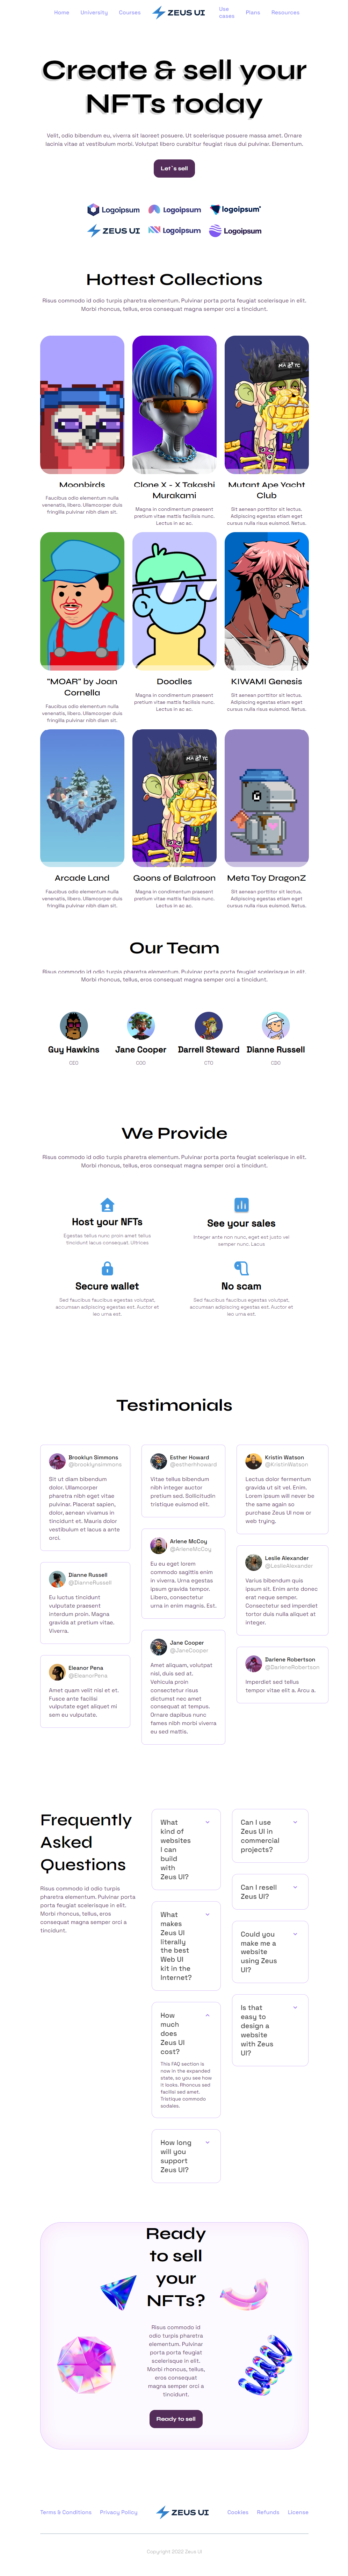 Home University Courses ZEUS UI Use cases Plans Resources
Create & sell your
NFTs today
Velit, odio bibendum eu, viverra sit laoreet posuere. Ut scelerisque posuere massa amet. Ornare
lacinia vitae at vestibulum morbi. Volutpat libero curabitur feugiat risus dui pulvinar. Elementum.
Let´s sell
Logoipsum Logoipsum logoipsum
ZEUS UI Logoipsum Logoipsum
Hottest Collections
Risus commodo id odio turpis pharetra elementum. Pulvinar porta porta feugiat scelerisque in elit.
Morbi rhoncus, tellus, eros consequat magna semper orci a tincidunt.
Moonbirds
Faucibus odio elementum nulla
venenatis, libero. Ullamcorper duis
fringilla pulvinar nibh diam sit.
Clone X - X Takashi
Murakami
Magna in condimentum praesent
pretium vitae mattis facilisis nunc.
Lectus in ac ac.
Mutant Ape Yacht
Club
Sit aenean porttitor sit lectus.
Adipiscing egestas etiam eget
cursus nulla risus euismod. Netus.
"MOAR" by Joan
Cornella
Faucibus odio elementum nulla
venenatis, libero. Ullamcorper duis
fringilla pulvinar nibh diam sit.
Doodles
Magna in condimentum praesent
pretium vitae mattis facilisis nunc.
Lectus in ac ac.
KIWAMI Genesis
Sit aenean porttitor sit lectus.
Adipiscing egestas etiam eget
cursus nulla risus euismod. Netus.
Arcade Land
Faucibus odio elementum nulla
venenatis, libero. Ullamcorper duis
fringilla pulvinar nibh diam sit.
Goons of Balatroon
Magna in condimentum praesent
pretium vitae mattis facilisis nunc.
Lectus in ac ac.
Meta Toy DragonZ
Sit aenean porttitor sit lectus.
Adipiscing egestas etiam eget
cursus nulla risus euismod. Netus.
Our Team
Risus commodo id odio turpis pharetra elementum. Pulvinar porta porta feugiat scelerisque in elit.
Morbi rhoncus, tellus, eros consequat magna semper orci a tincidunt.
Guy Hawkins Jane Cooper Darrell Steward Dianne Russell
CEO COO CTO CBO
We Provide
Risus commodo id odio turpis pharetra elementum. Pulvinar porta porta feugiat scelerisque in elit.
Morbi rhoncus, tellus, eros consequat magna semper orci a tincidunt.
Host your NFTs
Egestas tellus nunc proin amet tellus
tincidunt lacus consequat. Ultrices
See your sales
Integer ante non nunc, eget est justo vel
semper nunc. Lacus
Secure wallet
Sed faucibus faucibus egestas volutpat,
accumsan adipiscing egestas est. Auctor et
leo urna est.
No scam
Sed faucibus faucibus egestas volutpat,
accumsan adipiscing egestas est. Auctor et
leo urna est.
Testimonials
Brooklyn Simmons
@brooklynsimmons
Sit ut diam bibendum
dolor. Ullamcorper
pharetra nibh eget vitae
pulvinar. Placerat sapien,
dolor, aenean vivamus in
tincidunt et. Mauris dolor
vestibulum et lacus a ante
orci.
Dianne Russell
@DianneRussell
Eu luctus tincidunt
vulputate praesent
interdum proin. Magna
gravida at pretium vitae.
Viverra.
Eleanor Pena
@EleanorPena
Amet quam velit nisl et et.
Fusce ante facilisi
vulputate eget aliquet mi
sem eu vulputate.
Esther Howard
@estherhhoward
Vitae tellus bibendum
nibh integer auctor
pretium sed. Sollicitudin
tristique euismod elit.
Arlene McCoy
@ArleneMcCoy
Eu eu eget lorem
commodo sagittis enim
in viverra. Urna egestas
ipsum gravida tempor.
Libero, consectetur
urna in enim magnis. Est.
Jane Cooper
@JaneCooper
Amet aliquam, volutpat
nisl, duis sed at.
Vehicula proin
consectetur risus
dictumst nec amet
consequat at tempus.
Ornare dapibus nunc
fames nibh morbi viverra
eu sed mattis.
Kristin Watson
@KristinWatson
Lectus dolor fermentum
gravida ut sit vel. Enim.
Lorem ipsum will never be
the same again so
purchase Zeus UI now or
web trying.
Leslie Alexander
@LeslieAlexander
Varius bibendum quis
ipsum sit. Enim ante donec
erat neque semper.
Consectetur sed imperdiet
tortor duis nulla aliquet at
integer.
Darlene Robertson
@DarleneRobertson
Imperdiet sed tellus
tempor vitae elit a. Arcu a.
Frequently
Asked
Questions
Risus commodo id odio turpis
pharetra elementum. Pulvinar porta
porta feugiat scelerisque in elit.
Morbi rhoncus, tellus, eros
consequat magna semper orci a
tincidunt.
What
kind of
websites
I can
build
with
Zeus UI?
What
makes
Zeus UI
literally
the best
Web UI
kit in the
Internet?
How
much
does
Zeus UI
cost?
This FAQ section is
now in the expanded
state, so you see how
it looks. Rhoncus sed
facilisi sed amet.
Tristique commodo
sodales.
How long
will you
support
Zeus UI?
Can I use
Zeus UI in
commercial
projects?
Can I resell
Zeus UI?
Could you
make me a
website
using Zeus
UI?
Is that
easy to
design a
website
with Zeus
UI?
Ready
to sell
your
NFTs?
Risus commodo id
odio turpis pharetra
elementum. Pulvinar
porta porta feugiat
scelerisque in elit.
Morbi rhoncus, tellus,
eros consequat
magna semper orci a
tincidunt.
Ready to sell
Terms & Conditions Privacy Policy ZEUS UI Cookies Refunds License
Copyright 2022 Zeus UI